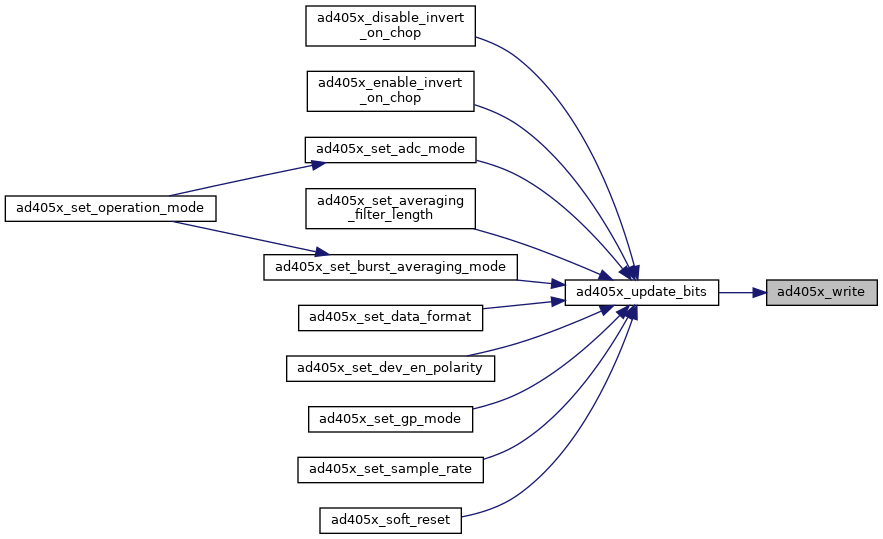 ad405x_disable_invert
_on_chop
ad405x_enable_invert
_on_chop
ad405x_set_adc_mode
ad405x_set_operation_mode
ad405x_set_averaging
_filter_length
ad405x_set_burst_averaging_mode
ad405x_update_bits
ad405x_write
ad405x_set_data_format
ad405x_set_dev_en_polarity
ad405x_set_gp_mode
ad405x_set_sample_rate
ad405x_soft_reset